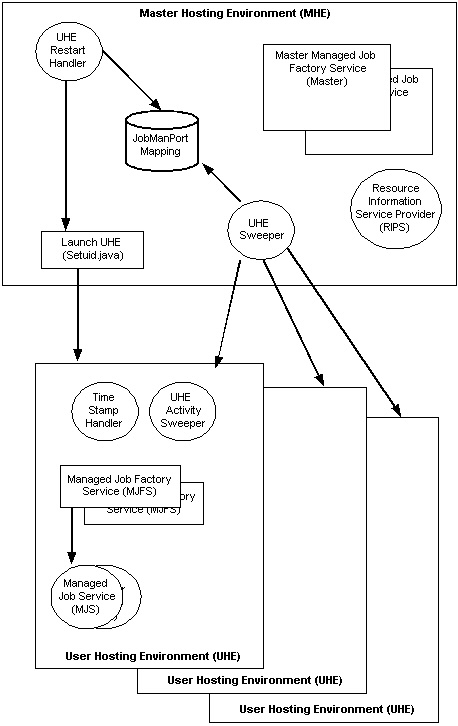 Master Hosting Environment (MHE)
UHE
Restart
Handler
Master Managed Job
Factory Service
(Master)
ed Job
vice
JobManPort
Mapping
Resource
Information
Service Provider
(RIPS)
UHE
Sweeper
Launch UHE
(Setuid.java)
Time
Stamp
Handler
UHE
Activity
Sweeper
Managed Job Factory
Service (MJFS)
ory
Service (MJFS)
Managed
Job Service
(MJS)
User Hosting Environment (UHE)
User Hosting Environment (UHE)
User Hosting Environment (UHE)